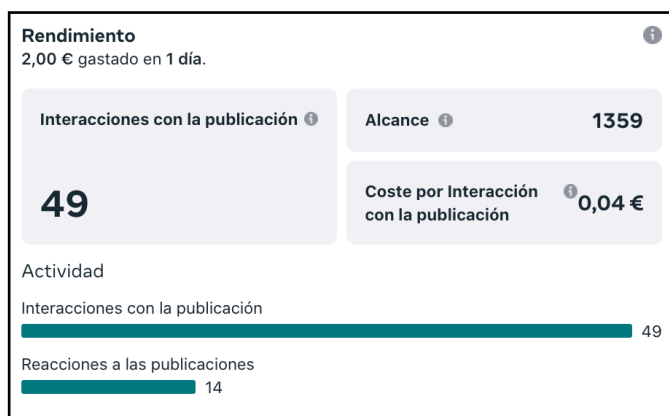 Rendimiento
2,00 € gastado en 1 día.
Interacciones con la publicación
49
Alcance
1359
Coste por Interacción
con la publicación
0,04 €
Actividad
Interacciones con la publicación
49
Reacciones a las publicaciones
14